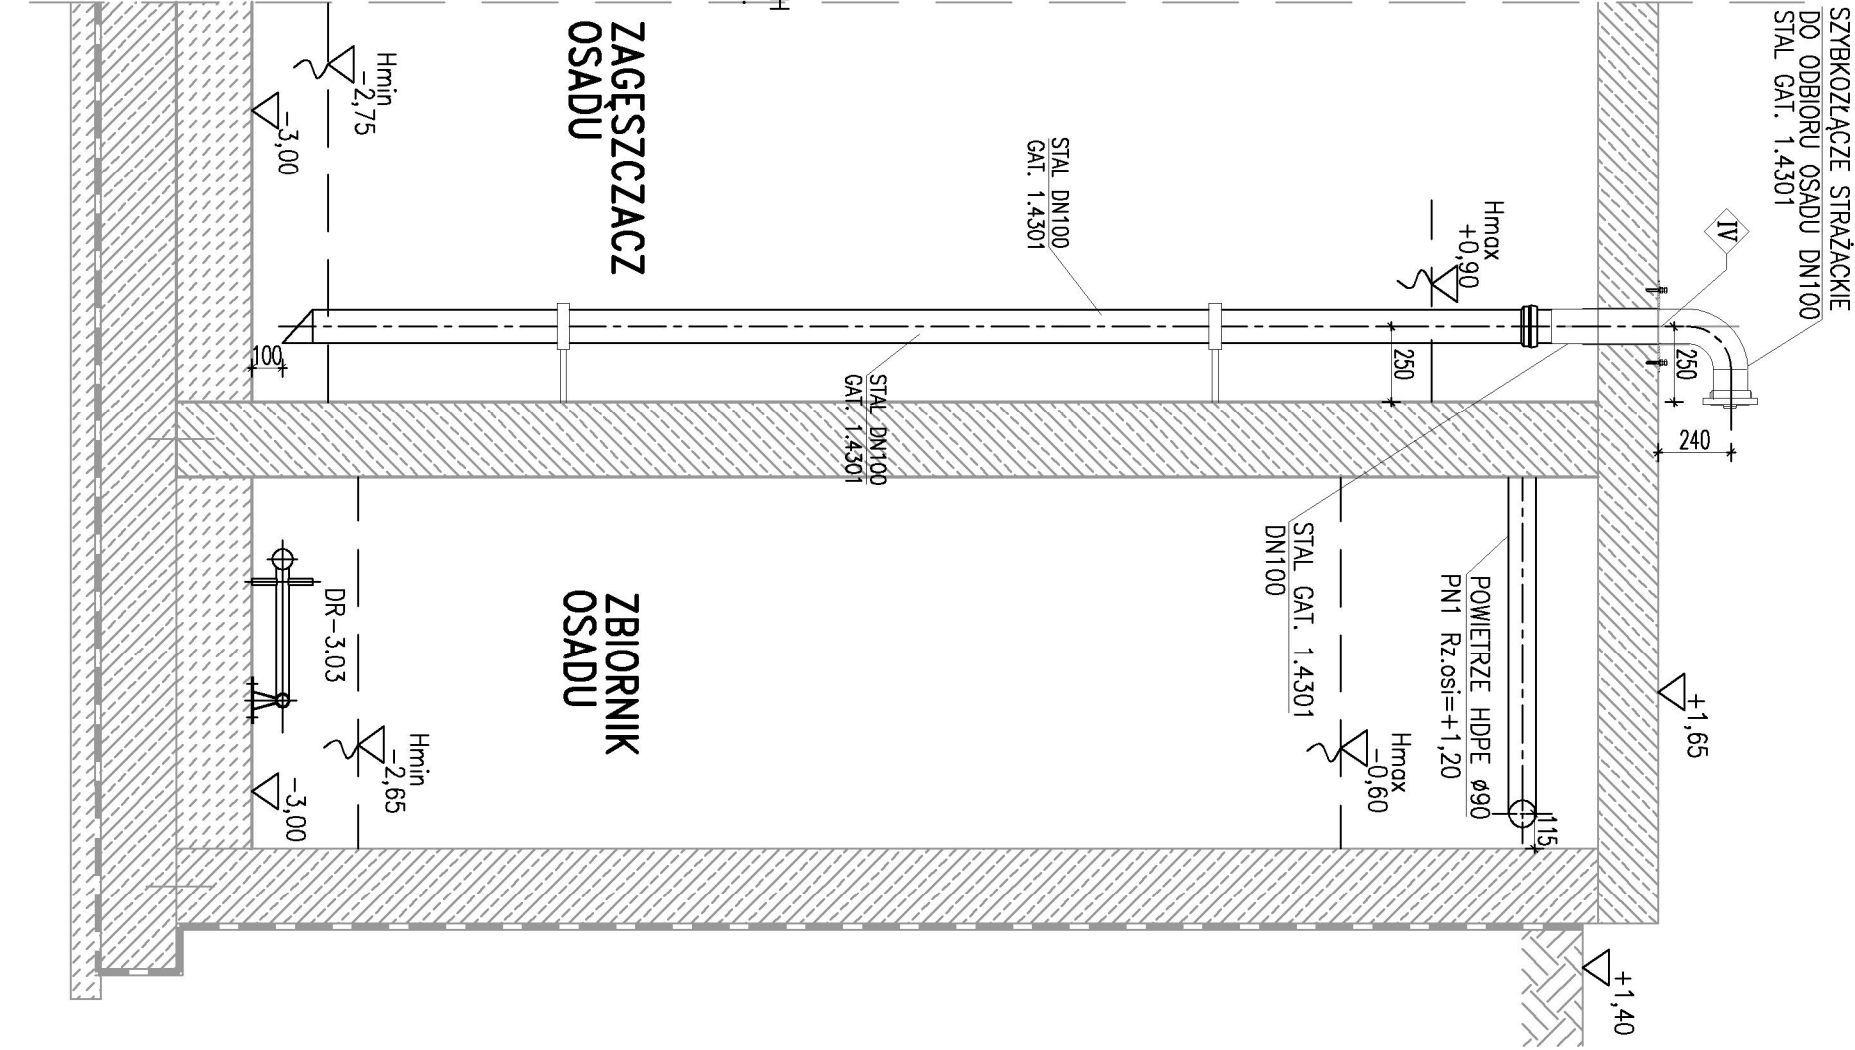 SZYBKOZŁĄCZE STRAŻACKIE
DO ODBIORU OSADU DN100
STAL GAT. 1.4301
IV
250
240
+1,65
+1,40
Hmax
+0,90
250
STAL DN100
GAT. 1.4301
STAL DN100
GAT. 1.4301
STAL GAT. 1.4301
DN100
POWIETRZE HDPE ø90
PN1 Rz.osi=+1,20
115
Hmax
-0,60
ZAGĘSZCZACZ
OSADU
ZBIORNIK
OSADU
Hmin
-2,75
-3,00
100
DR-3.03
Hmin
-2,65
-3,00